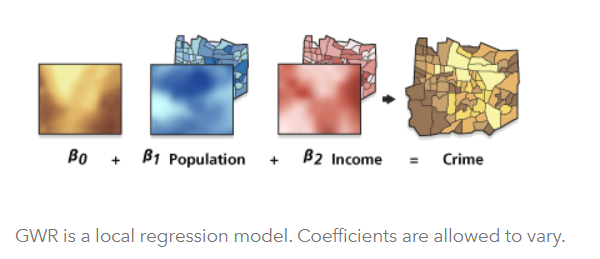 β0 + β1 Population + β2 Income = Crime
GWR is a local regression model. Coefficients are allowed to vary.